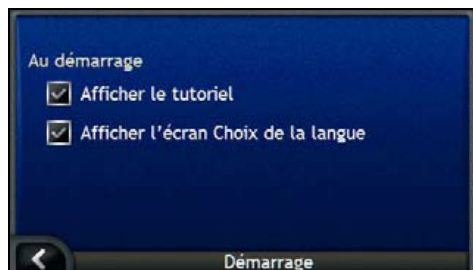 Au démarrage
Afficher le tutoriel
Afficher l'écran Choix de la langue
Démarrage